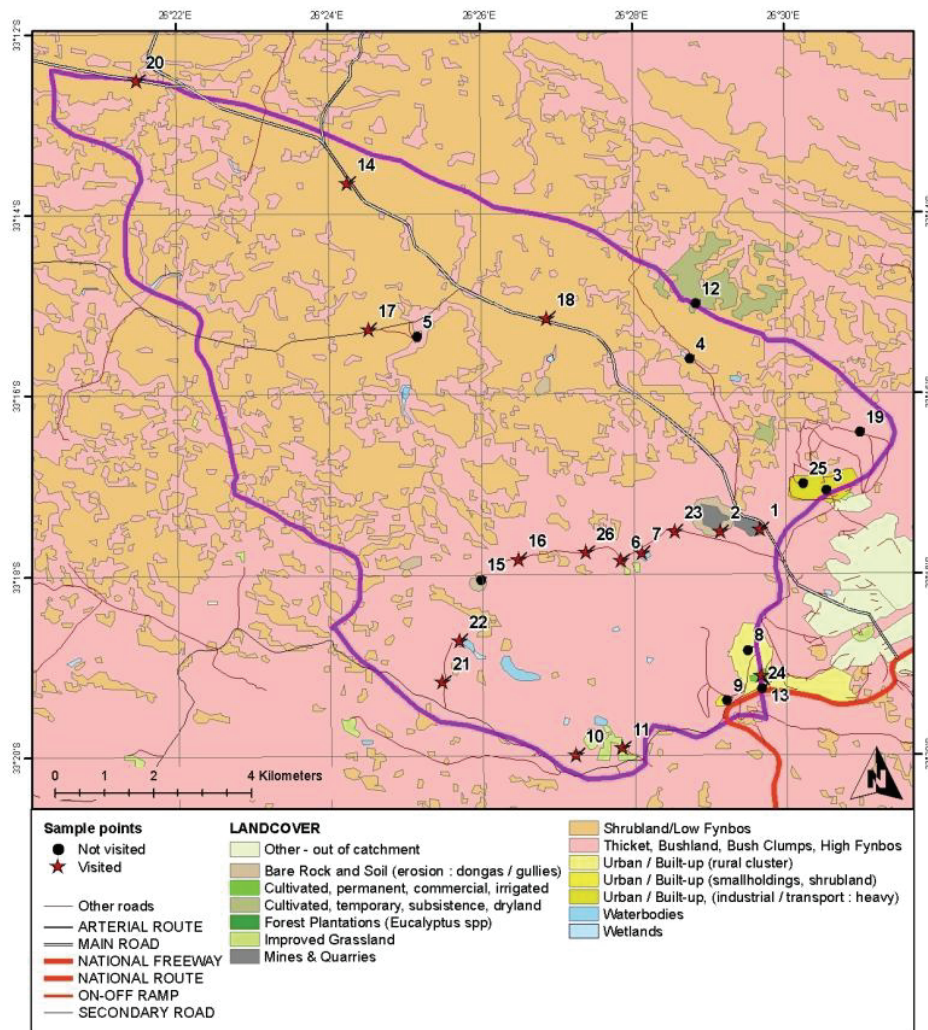 26°22'E 26°24'E 26°26'E 26°28'E 26°30'E
33°12'S
20
14
33°14'S
12
17
5
18
4
33°16'S
19
25
3
23
2
1
7
6
26
16
15
33°18'S
22
21
8
24
9
13
10
11
33°20'S
0 1 2 4 Kilometers
N
Sample points
Not visited
Visited
Other roads
ARTERIAL ROUTE
MAIN ROAD
NATIONAL FREEWAY
NATIONAL ROUTE
ON-OFF RAMP
SECONDARY ROAD
LANDCOVER
Other - out of catchment
Bare Rock and Soil (erosion : dongas / gullies)
Cultivated, permanent, commercial, irrigated
Cultivated, temporary, subsistence, dryland
Forest Plantations (Eucalyptus spp)
Improved Grassland
Mines & Quarries
Shrubland/Low Fynbos
Thicket, Bushland, Bush Clumps, High Fynbos
Urban / Built-up (rural cluster)
Urban / Built-up (smallholdings, shrubland)
Urban / Built-up, (industrial / transport : heavy)
Waterbodies
Wetlands